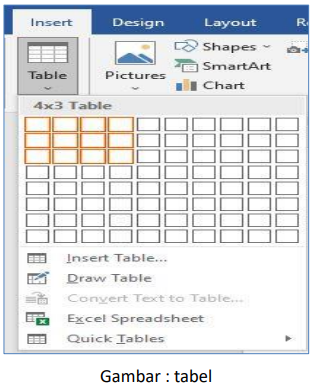 Insert Design Layout R
Shapes
SmartArt
Table Pictures Chart
4x3 Table
Insert Table...
Draw Table
Convert Text to Table...
Excel Spreadsheet
Quick Tables
Gambar : tabel